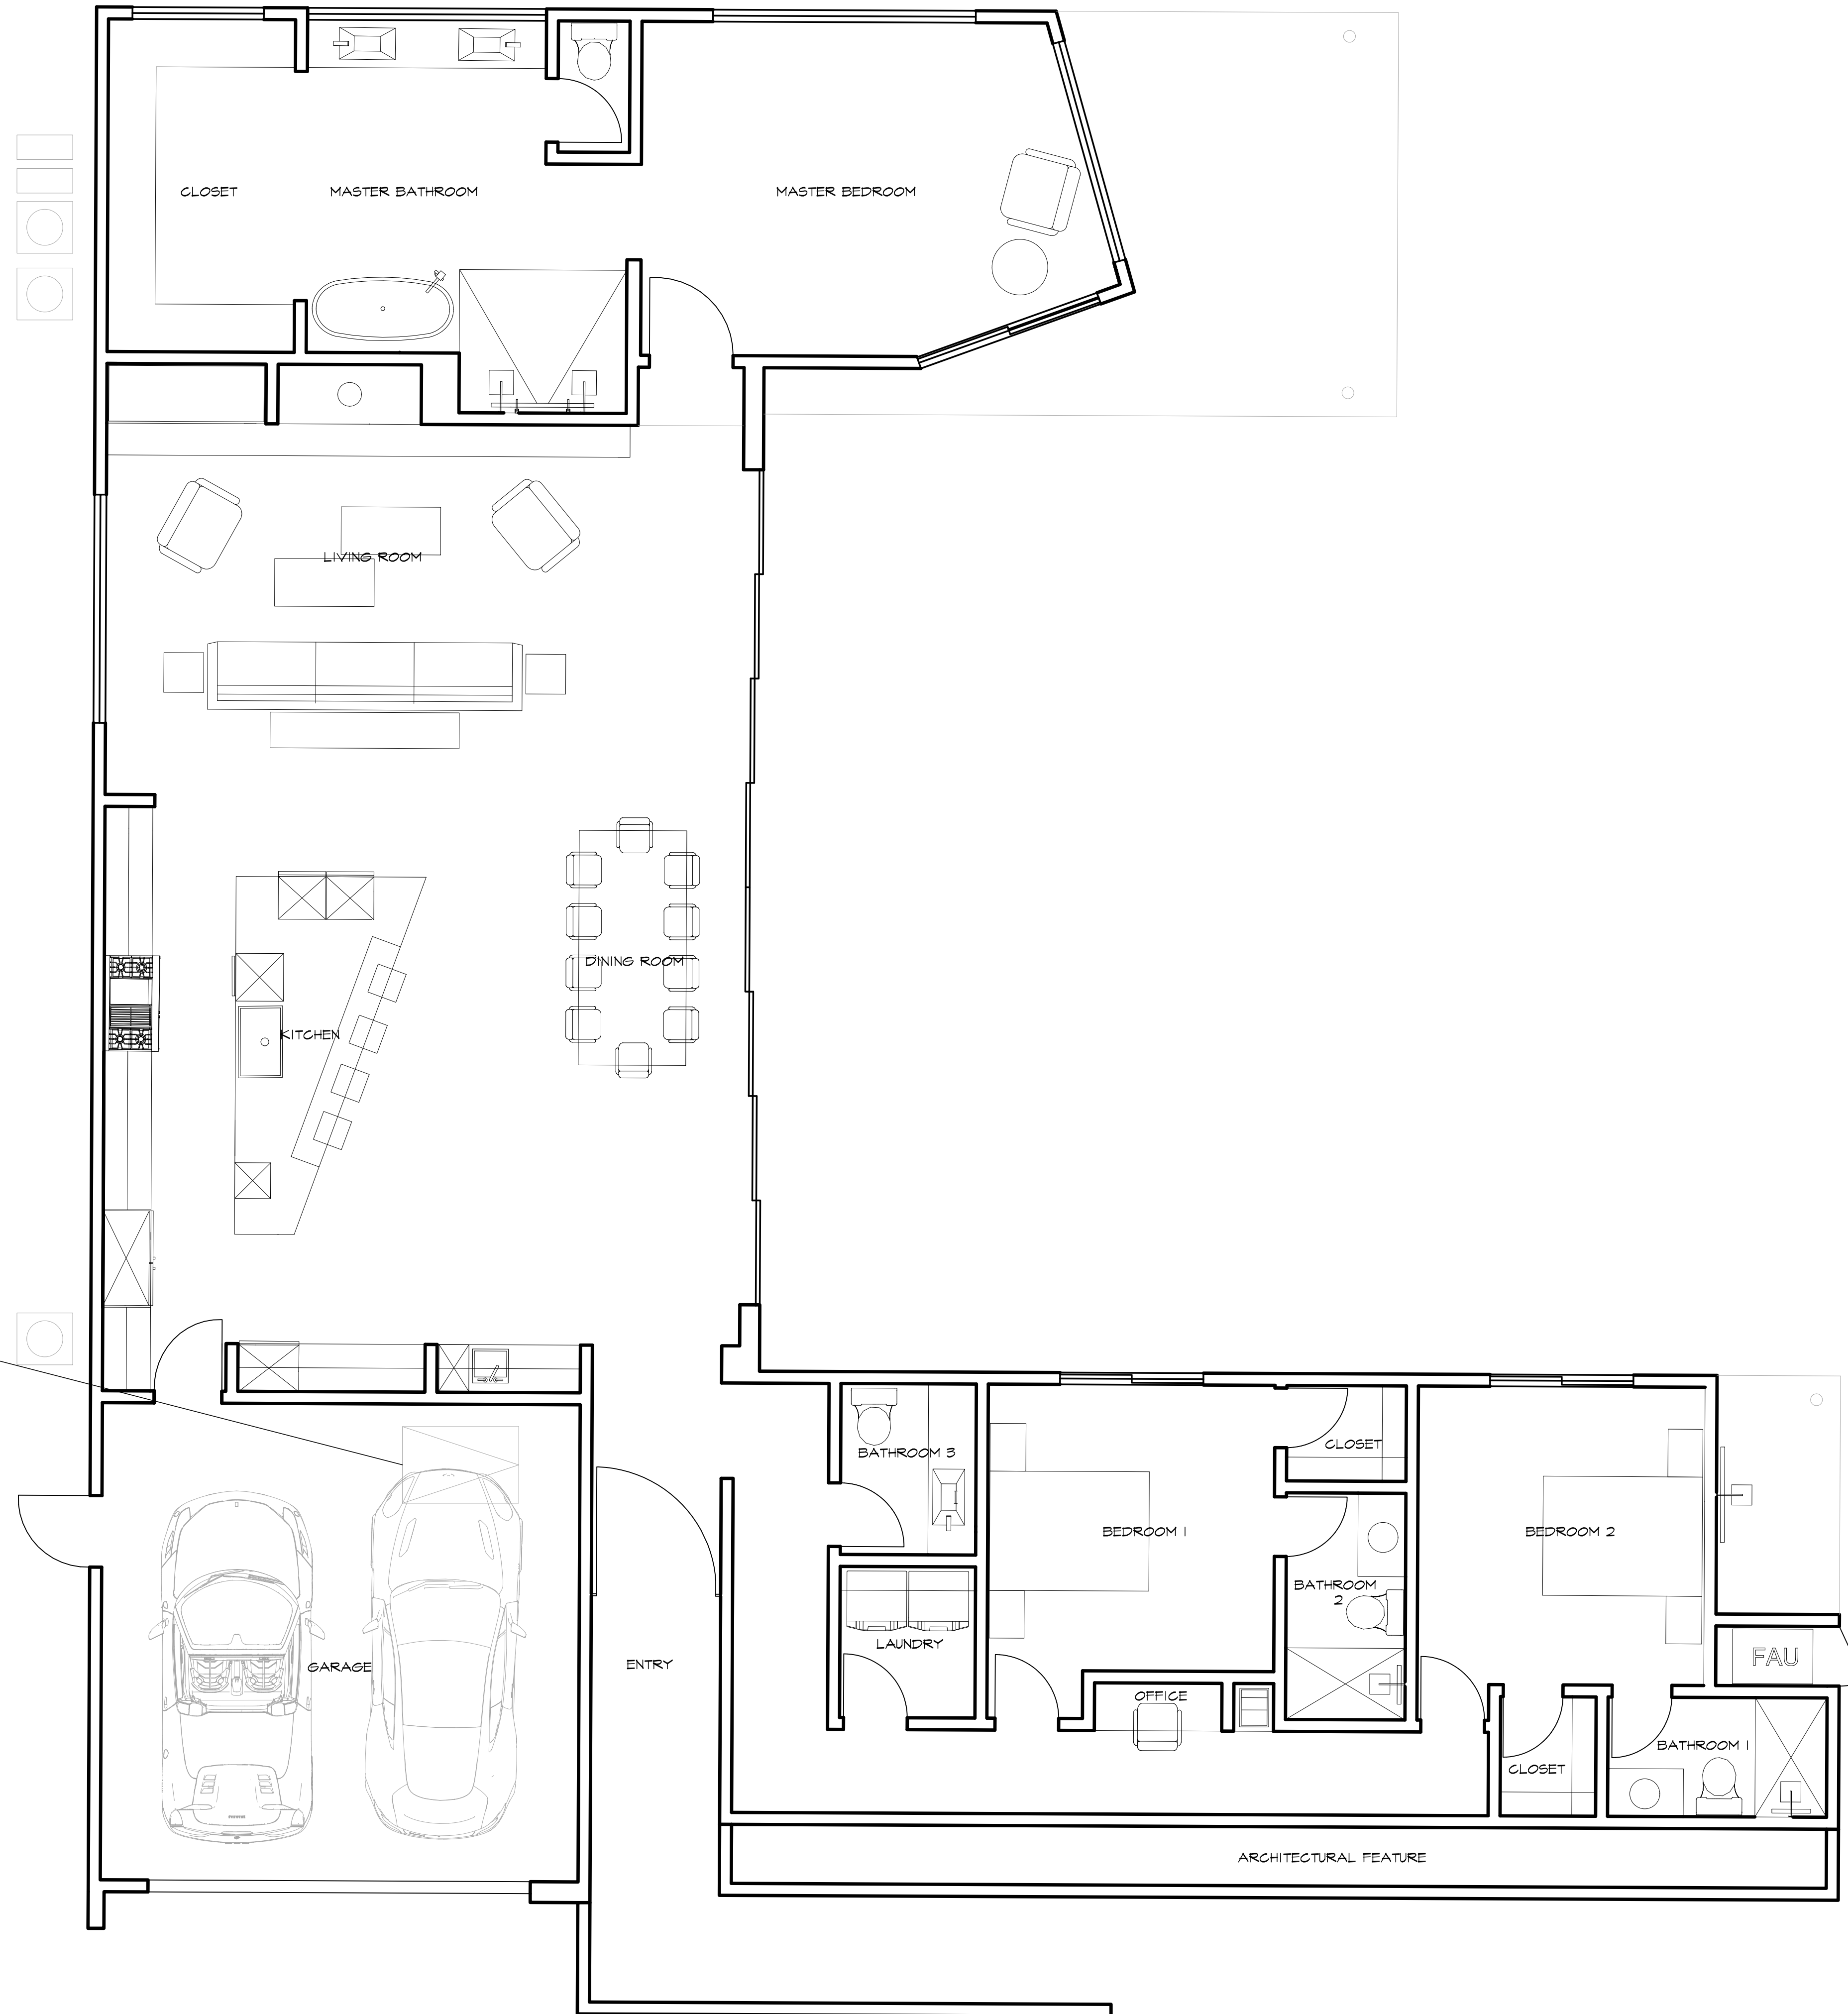 CLOSET
MASTER BATHROOM
MASTER BEDROOM
LIVING ROOM
DINING ROOM
KITCHEN
CLOSET
BATHROOM 3
BEDROOM 1
BEDROOM 2
BATHROOM
2
LAUNDRY
FAU
ENTRY
GARAGE
OFFICE
BATHROOM 1
CLOSET
ARCHITECTURAL FEATURE